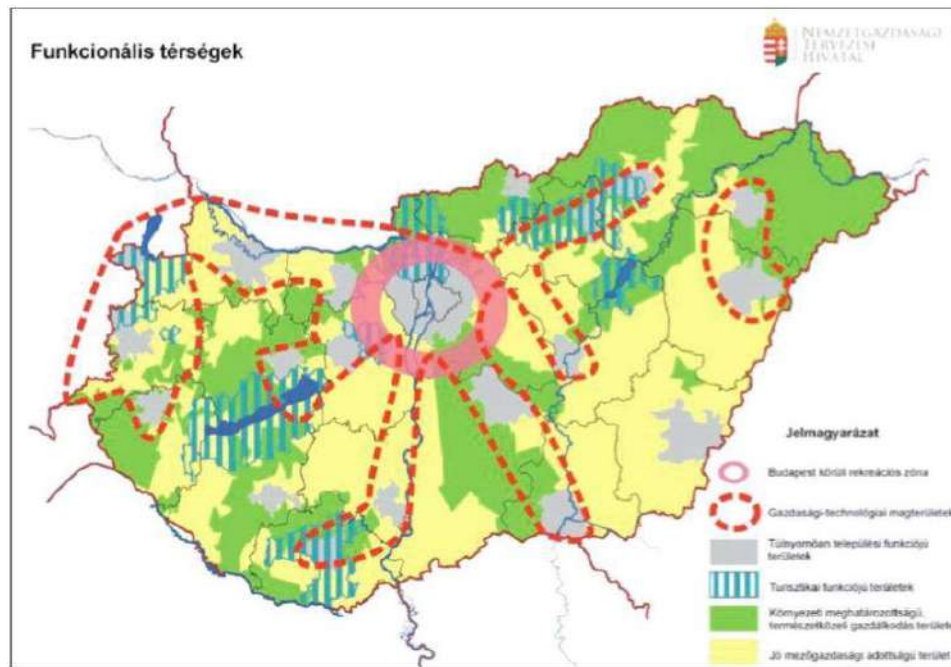 Funkcionális térségek
NEMZETGAZDASÁGI
TERVEZÉSI
HIVATAL
Jelmagyarázat
Budapest körüli rekreációs zóna
Gazdasági-technológiai magterületek
Túlnyomóan települési funkciójú
területek
Turisztikai funkciójú területek
Környezeti meghatározottságú,
természetközeli gazdálkodás területe
Jó mezőgazdasági adottságú terület